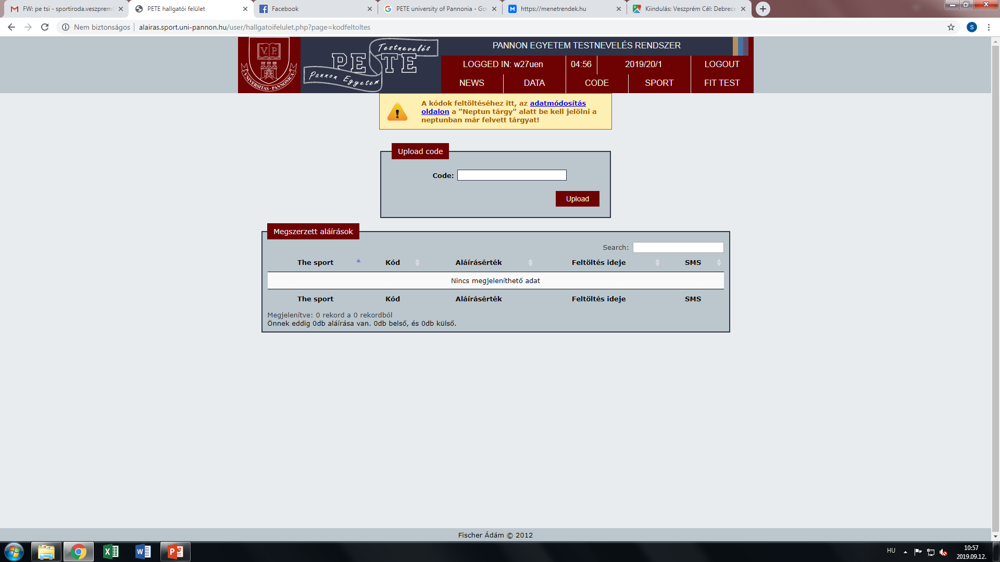 FW: pe tsi - sportiroda.veszprem
PETE hallgatói felület
Facebook
PETE university of Pannonia - Go
https://menetrendek.hu
Kiindulás: Veszprém Cél: Debrece
Nem biztonságos
alairas.sport.uni-pannon.hu/user/hallgatoifelulet.php?page=kodfeltoltes
S
V.P.
UNIVERSITAS · PANNONICA
PETE
Testnevelés
Pannon Egyetem
PANNON EGYETEM TESTNEVELÉS RENDSZER
LOGGED IN: w27uen
04:56
2019/20/1
LOGOUT
NEWS
DATA
CODE
SPORT
FIT TEST
A kódok feltöltéséhez itt, az adatmódosítás
oldalon a "Neptun tárgy" alatt be kell jelölni a
neptunban már felvett tárgyat!
Upload code
Code:
Upload
Megszerzett aláírások
Search:
The sport Kód Aláírásérték Feltöltés ideje SMS
Nincs megjeleníthető adat
The sport Kód Aláírásérték Feltöltés ideje SMS
Megjelenítve: 0 rekord a 0 rekordból
Önnek eddig 0db aláírása van. 0db belső, és 0db külső.
Fischer Ádám © 2012
HU
10:57
2019.09.12.